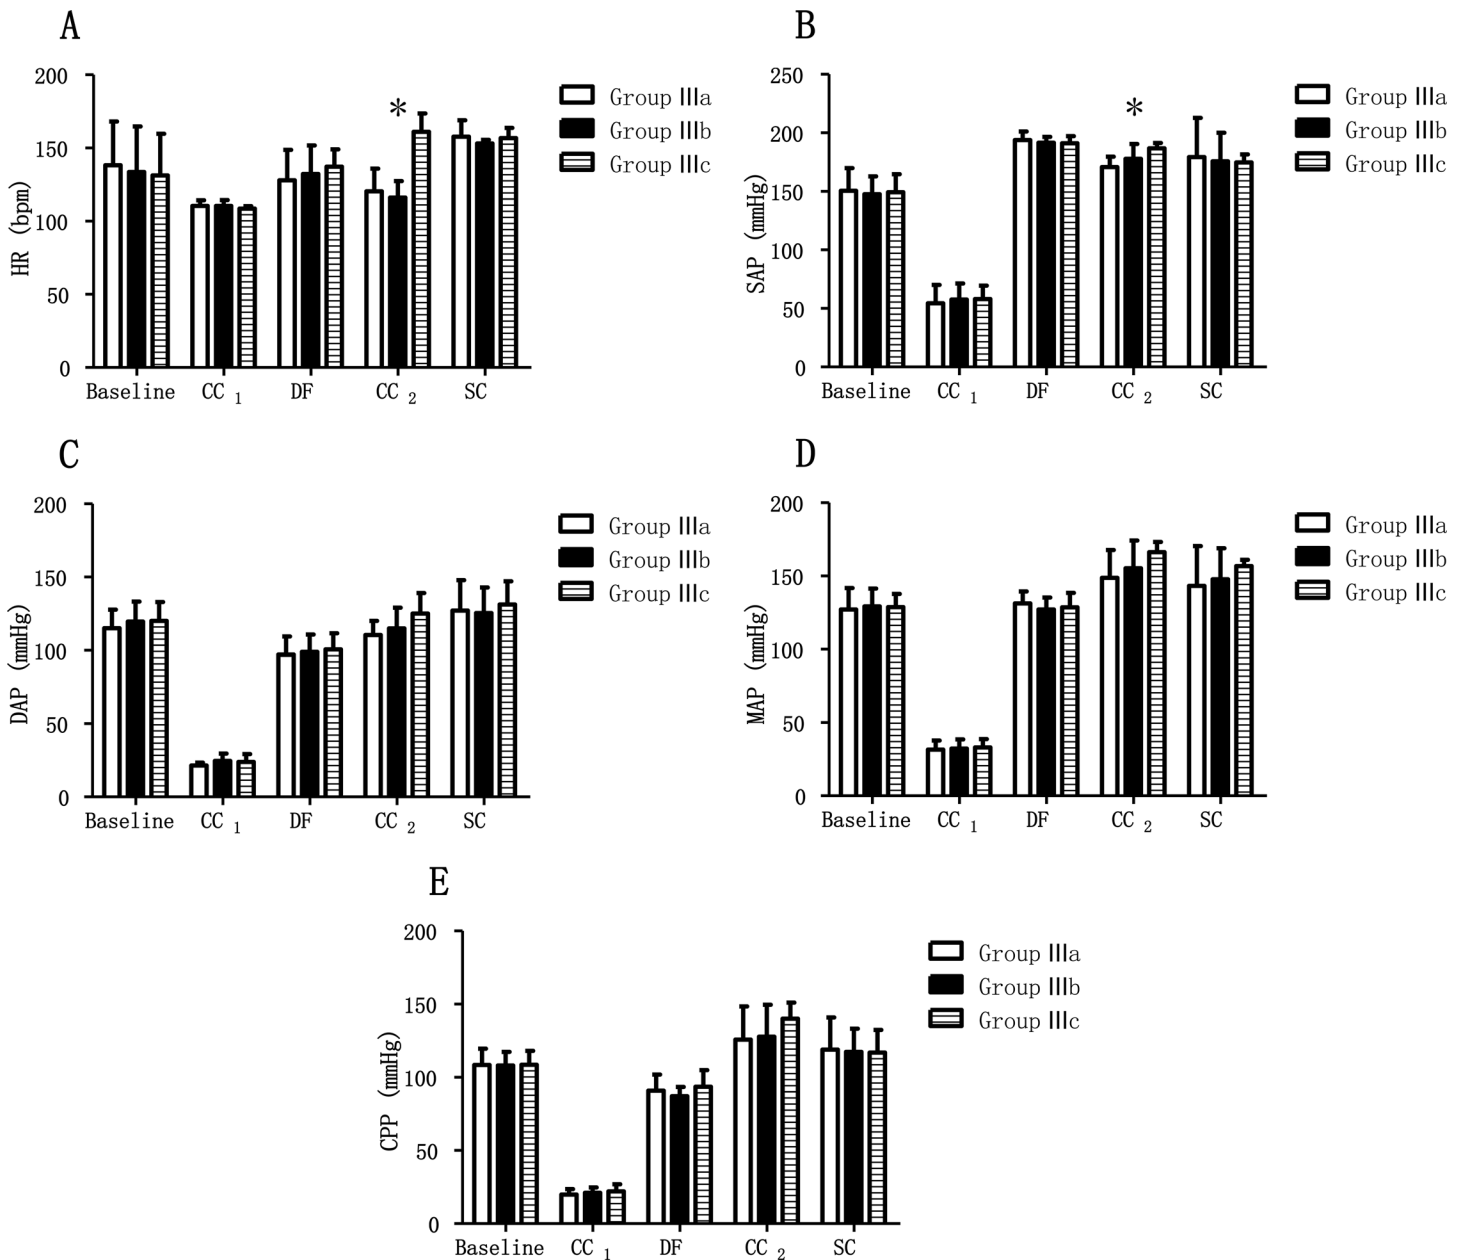 A
HR (bpm)
200
150
100
50
0
*
Baseline CC 1 DF CC 2 SC
Group IIIa
Group IIIb
Group IIIc
B
SAP (mmHg)
250
200
150
100
50
0
*
Baseline CC 1 DF CC 2 SC
Group IIIa
Group IIIb
Group IIIc
C
DAP (mmHg)
200
150
100
50
0
Baseline CC 1 DF CC 2 SC
Group IIIa
Group IIIb
Group IIIc
D
MAP (mmHg)
200
150
100
50
0
Baseline CC 1 DF CC 2 SC
Group IIIa
Group IIIb
Group IIIc
E
CPP (mmHg)
200
150
100
50
0
Baseline CC 1 DF CC 2 SC
Group IIIa
Group IIIb
Group IIIc